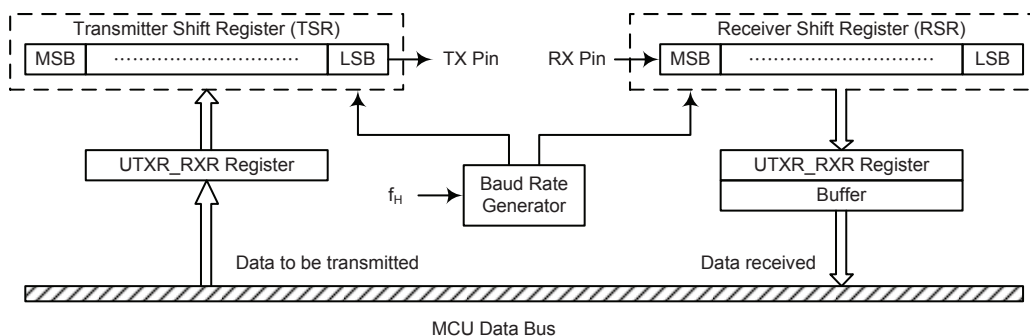 Transmitter Shift Register (TSR)
MSB ………………………… LSB
TX Pin
RX Pin
Receiver Shift Register (RSR)
MSB ………………………… LSB
UTXR_RXR Register
Baud Rate
Generator
fH
UTXR_RXR Register
Buffer
Data to be transmitted
Data received
MCU Data Bus